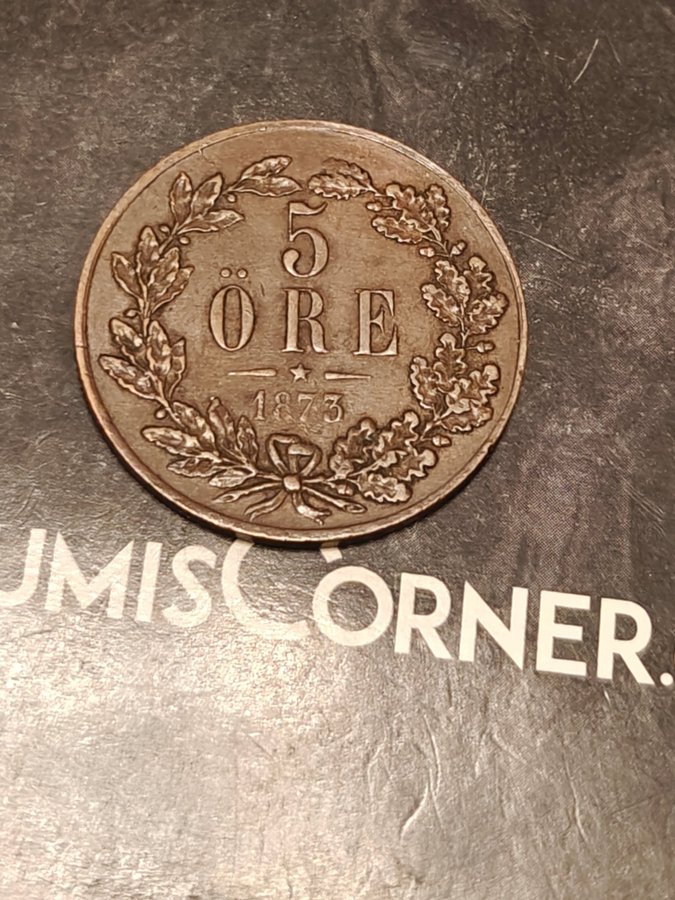 5
ÖRE
1873
UMISCORNER.